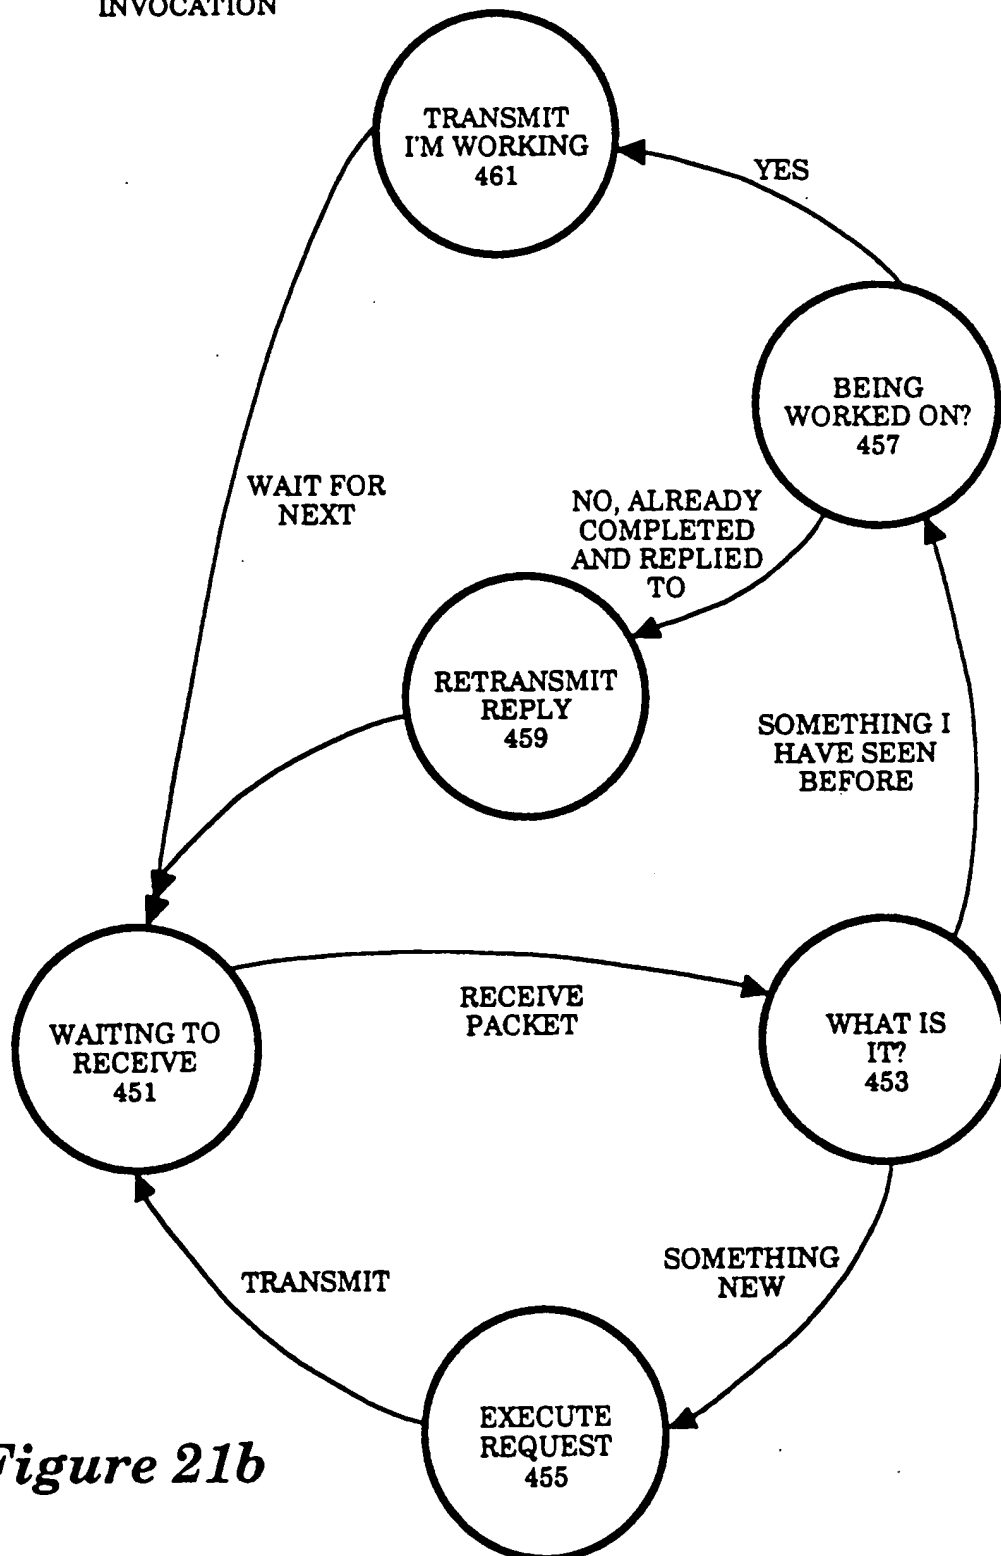 INVOCATION
TRANSMIT
I'M WORKING
461
YES
BEING
WORKED ON?
457
WAIT FOR
NEXT
NO, ALREADY
COMPLETED
AND REPLIED
TO
RETRANSMIT
REPLY
459
SOMETHING I
HAVE SEEN
BEFORE
RECEIVE
PACKET
WAITING TO
RECEIVE
451
WHAT IS
IT?
453
SOMETHING
NEW
TRANSMIT
EXECUTE
REQUEST
455
Figure 21b